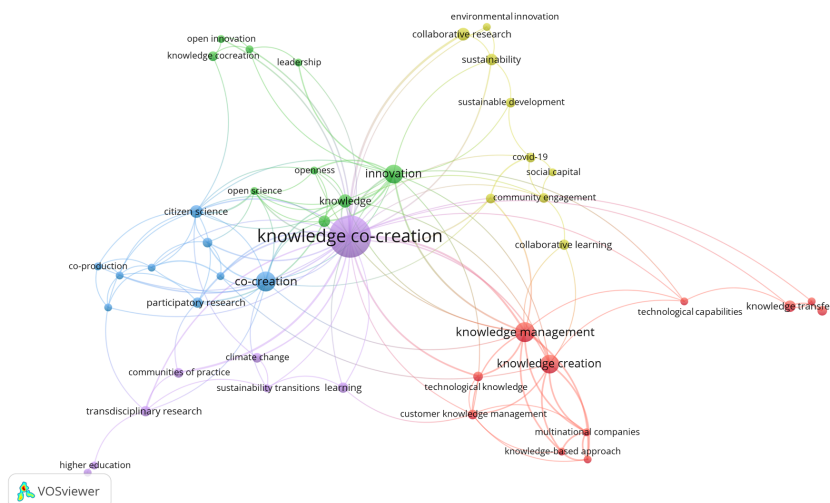 environmental innovation
collaborative research
open innovation
knowledge cocreation
leadership
sustainability
sustainable development
covid-19
social capital
openness
innovation
open science
knowledge
community engagement
citizen science
knowledge co-creation
collaborative learning
co-production
co-creation
participatory research
technological capabilities
knowledge transfe
knowledge management
climate change
knowledge creation
communities of practice
sustainability transitions
learning
technological knowledge
transdisciplinary research
customer knowledge management
multinational companies
knowledge-based approach
higher education
VOSviewer